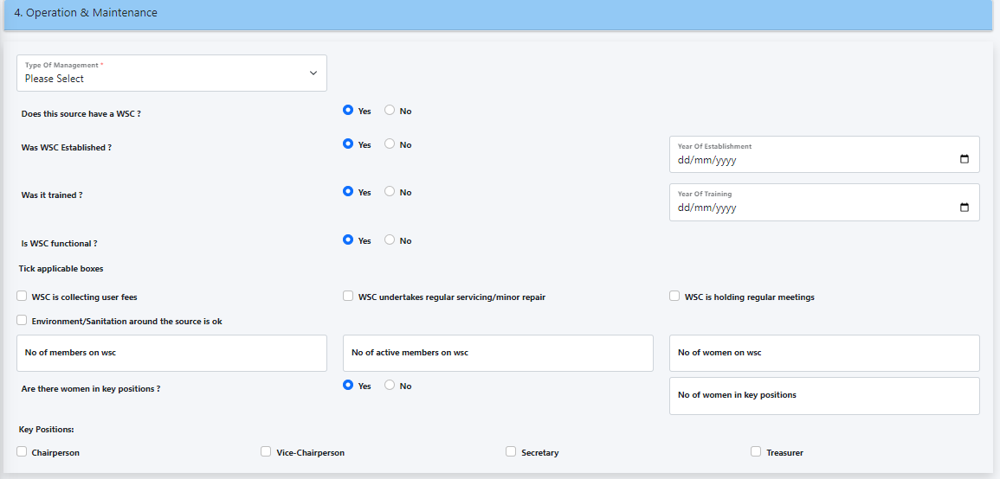 4. Operation & Maintenance
Type Of Management *
Please Select
Does this source have a WSC ? Yes No
Was WSC Established ? Yes No
Year Of Establishment
dd/mm/yyyy
Was it trained ? Yes No
Year Of Training
dd/mm/yyyy
Is WSC functional ? Yes No
Tick applicable boxes
WSC is collecting user fees WSC undertakes regular servicing/minor repair WSC is holding regular meetings
Environment/Sanitation around the source is ok
No of members on wsc No of active members on wsc No of women on wsc
Are there women in key positions ? Yes No
No of women in key positions
Key Positions:
Chairperson Vice-Chairperson Secretary Treasurer